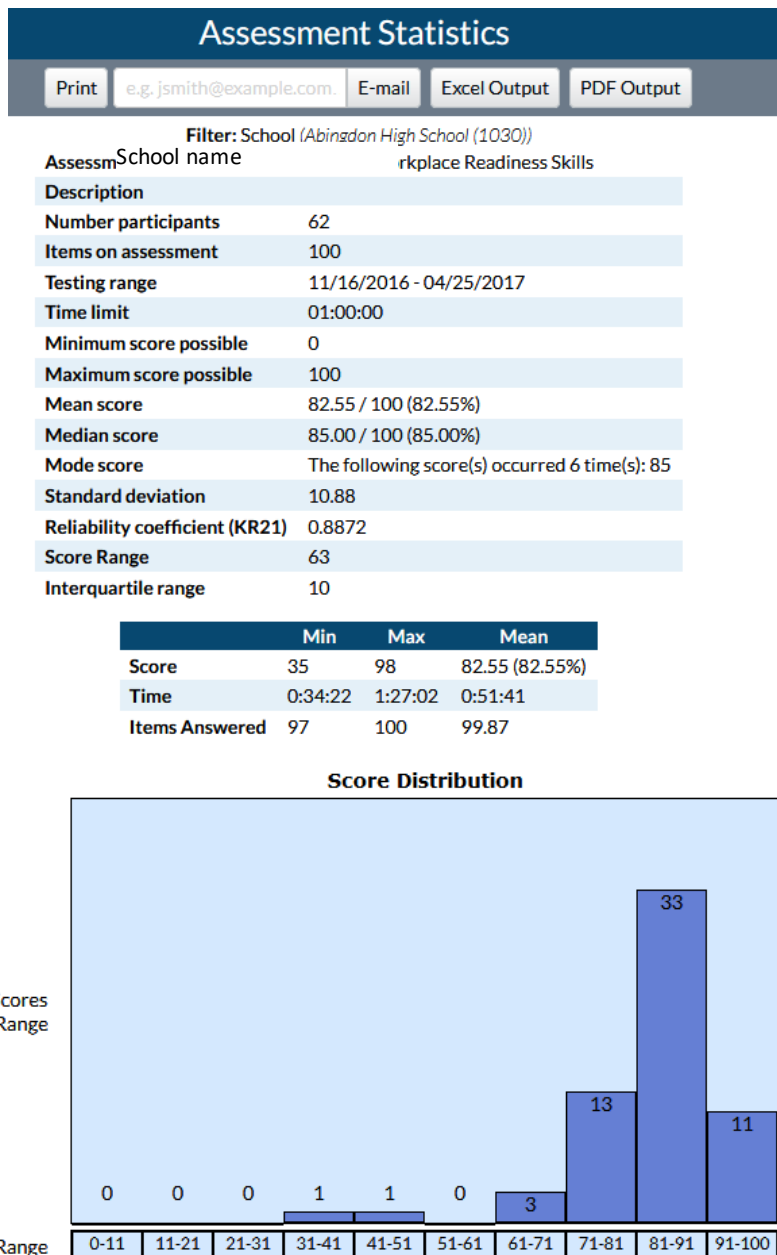 Assessment Statistics
Print e.g. jsmith@example.com. E-mail Excel Output PDF Output
Filter: School (Abingdon High School (1030))
AssessmSchool name rkplace Readiness Skills
Description
Number participants 62
Items on assessment 100
Testing range 11/16/2016 - 04/25/2017
Time limit 01:00:00
Minimum score possible 0
Maximum score possible 100
Mean score 82.55 / 100 (82.55%)
Median score 85.00 / 100 (85.00%)
Mode score The following score(s) occurred 6 time(s): 85
Standard deviation 10.88
Reliability coefficient (KR21) 0.8872
Score Range 63
Interquartile range 10
Min Max Mean
Score 35 98 82.55 (82.55%)
Time 0:34:22 1:27:02 0:51:41
Items Answered 97 100 99.87
Score Distribution
cores
Range
0 0 0 1 1 0 3 13 33 11
Range 0-11 11-21 21-31 31-41 41-51 51-61 61-71 71-81 81-91 91-100